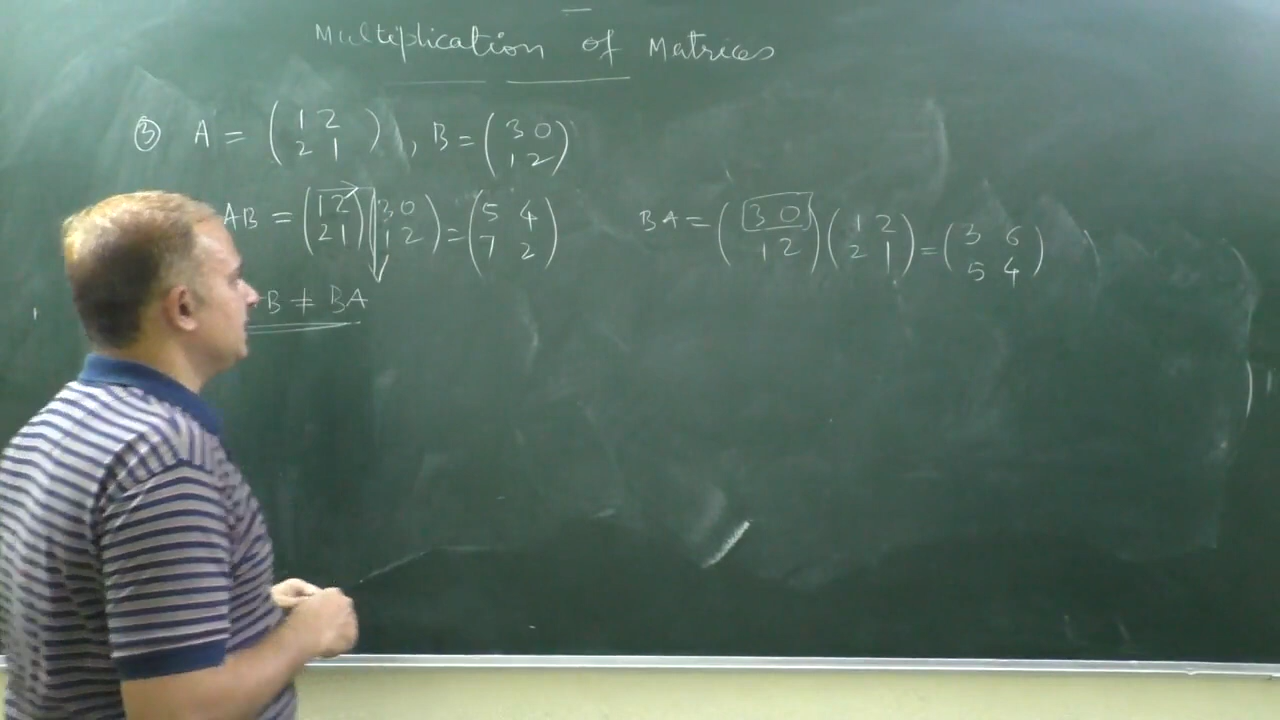 Multiplication of Matrices
③ A = ( 1 2 ) , B = ( 3 0 )
2 1 1 2
AB = ( 1 2 ) ( 3 0 ) = ( 5 4 ) BA = ( 3 0 ) ( 1 2 ) = ( 3 6 )
2 1 1 2 7 2 1 2 2 1 5 4
B ≠ BA